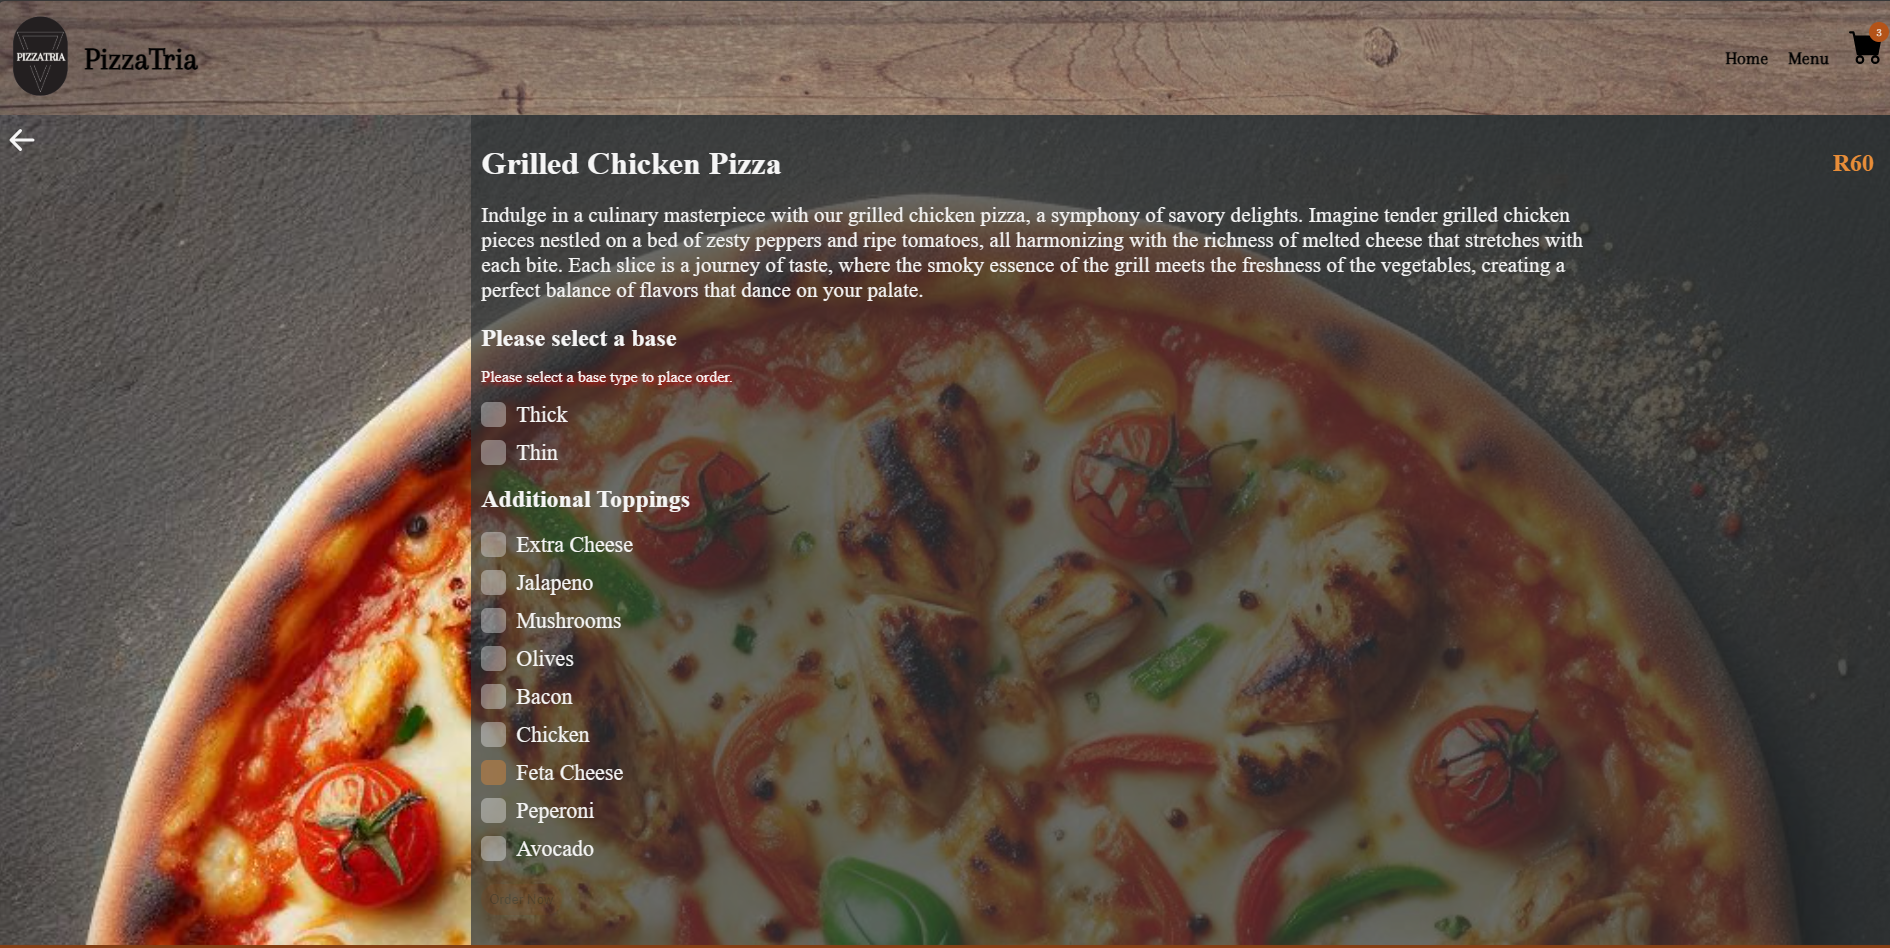 PIZZATRIA
PizzaTria
Home
Menu
3
Grilled Chicken Pizza
R60
Indulge in a culinary masterpiece with our grilled chicken pizza, a symphony of savory delights. Imagine tender grilled chicken
pieces nestled on a bed of zesty peppers and ripe tomatoes, all harmonizing with the richness of melted cheese that stretches with
each bite. Each slice is a journey of taste, where the smoky essence of the grill meets the freshness of the vegetables, creating a
perfect balance of flavors that dance on your palate.
Please select a base
Please select a base type to place order.
Thick
Thin
Additional Toppings
Extra Cheese
Jalapeno
Mushrooms
Olives
Bacon
Chicken
Feta Cheese
Peperoni
Avocado
Order Now